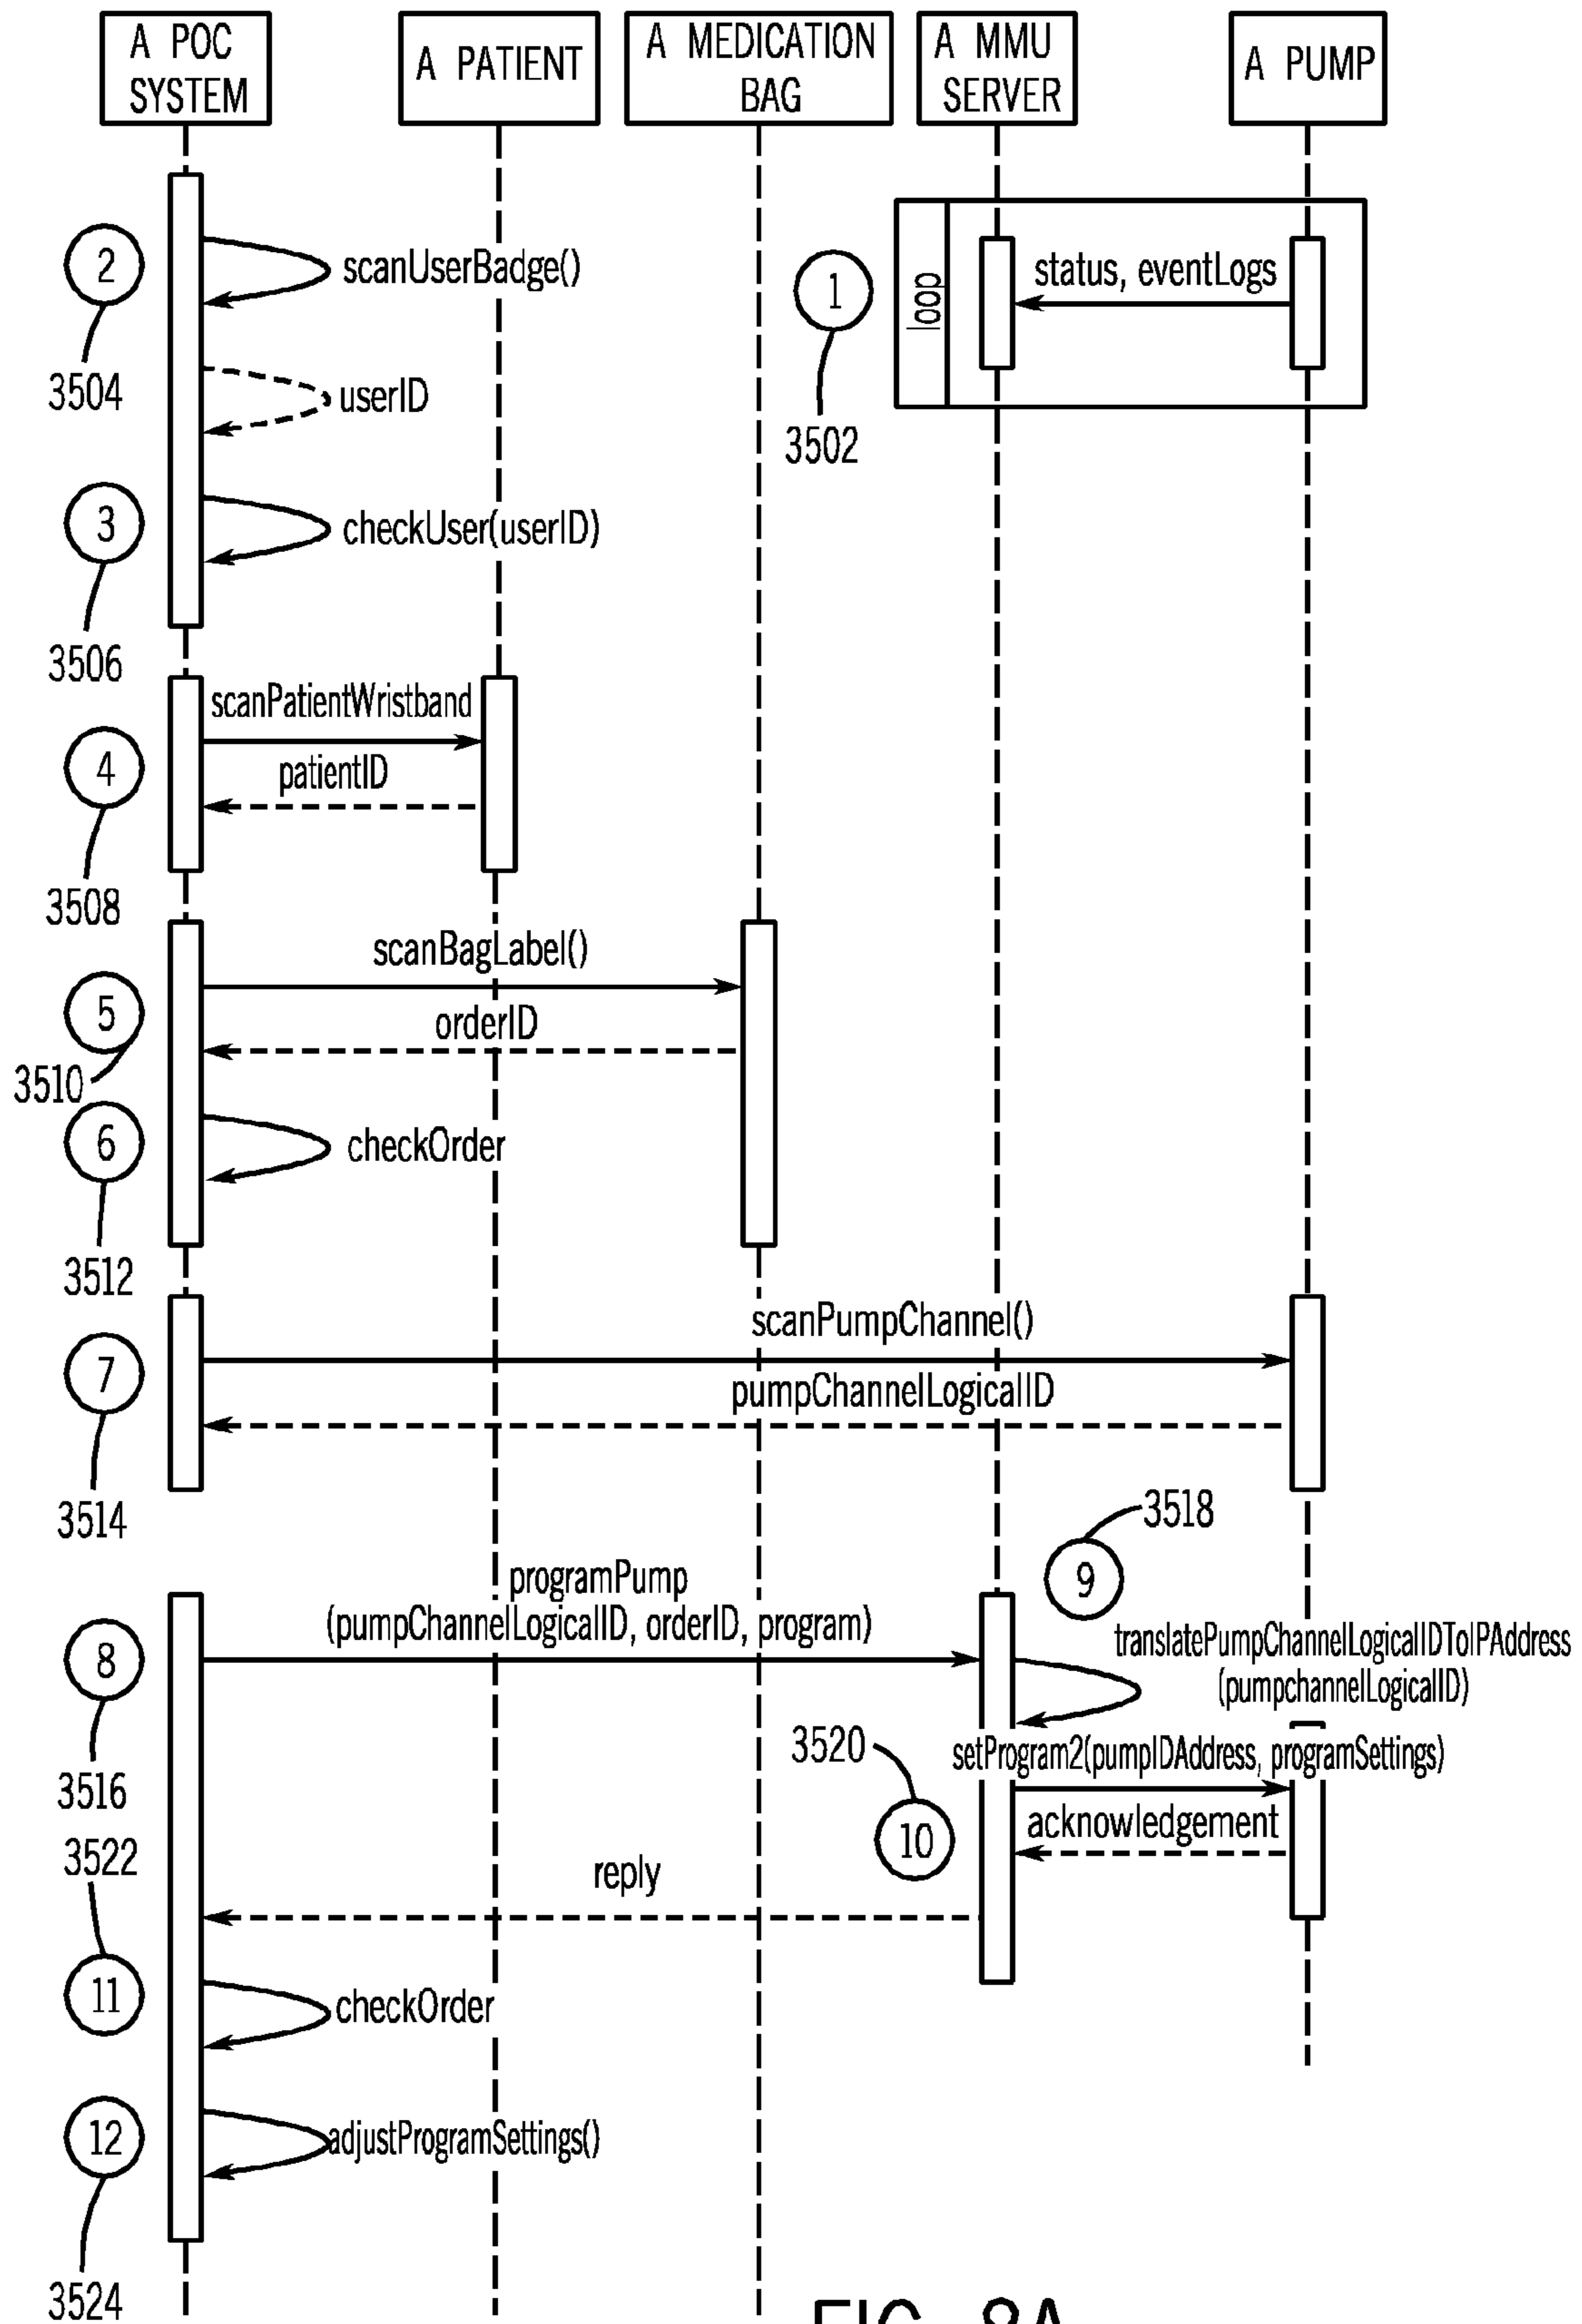 A POC
SYSTEM
A PATIENT
A MEDICATION
BAG
A MMU
SERVER
A PUMP
2
scanUserBadge()
3504
1
loop
status, eventLogs
3502
userID
3
checkUser(userID)
3506
scanPatientWristband
4
patientID
3508
scanBagLabel()
5
orderID
3510
6
checkOrder
3512
scanPumpChannel()
7
pumpChannelLogicalID
3514
3518
9
programPump
(pumpChannelLogicalID, orderID, program)
8
translatePumpChannelLogicalIDToIPAddress
(pumpchannelLogicalID)
3516
3520
setProgram2(pumpIDAddress, programSettings)
10
acknowledgement
3522
reply
11
checkOrder
12
adjustProgramSettings()
3524
FIG. 8A